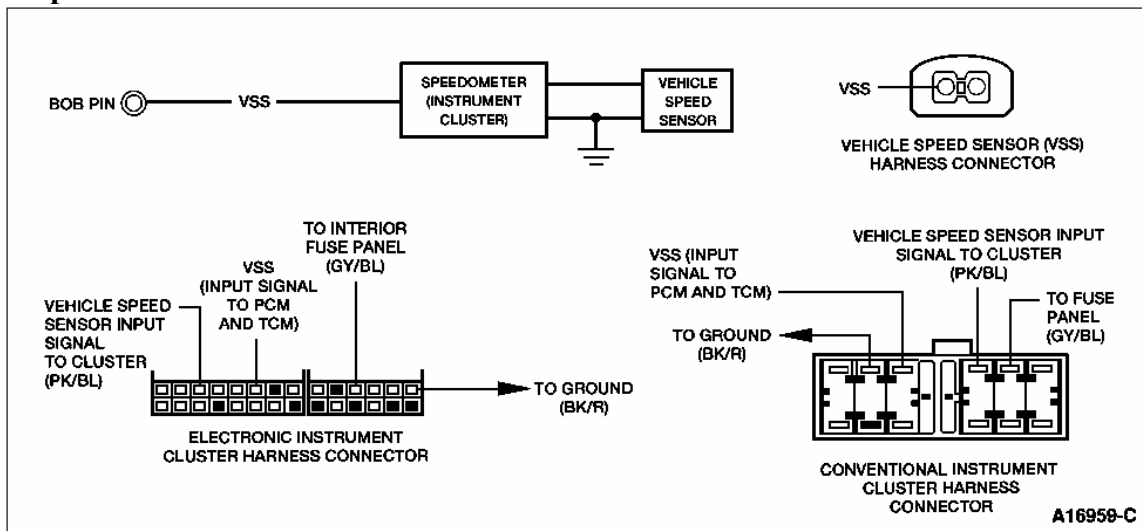 BOB PIN
VSS
SPEEDOMETER
(INSTRUMENT
CLUSTER)
VEHICLE
SPEED
SENSOR
VSS
VEHICLE SPEED SENSOR (VSS)
HARNESS CONNECTOR
TO INTERIOR
FUSE PANEL
(GY/BL)
VSS
(INPUT SIGNAL
TO PCM
AND TCM)
VEHICLE SPEED
SENSOR INPUT
SIGNAL
TO CLUSTER
(PK/BL)
TO GROUND
(BK/R)
ELECTRONIC INSTRUMENT
CLUSTER HARNESS CONNECTOR
VEHICLE SPEED SENSOR INPUT
SIGNAL TO CLUSTER
(PK/BL)
VSS (INPUT
SIGNAL TO
PCM AND TCM)
TO GROUND
(BK/R)
TO FUSE
PANEL
(GY/BL)
CONVENTIONAL INSTRUMENT
CLUSTER HARNESS
CONNECTOR
A16959-C